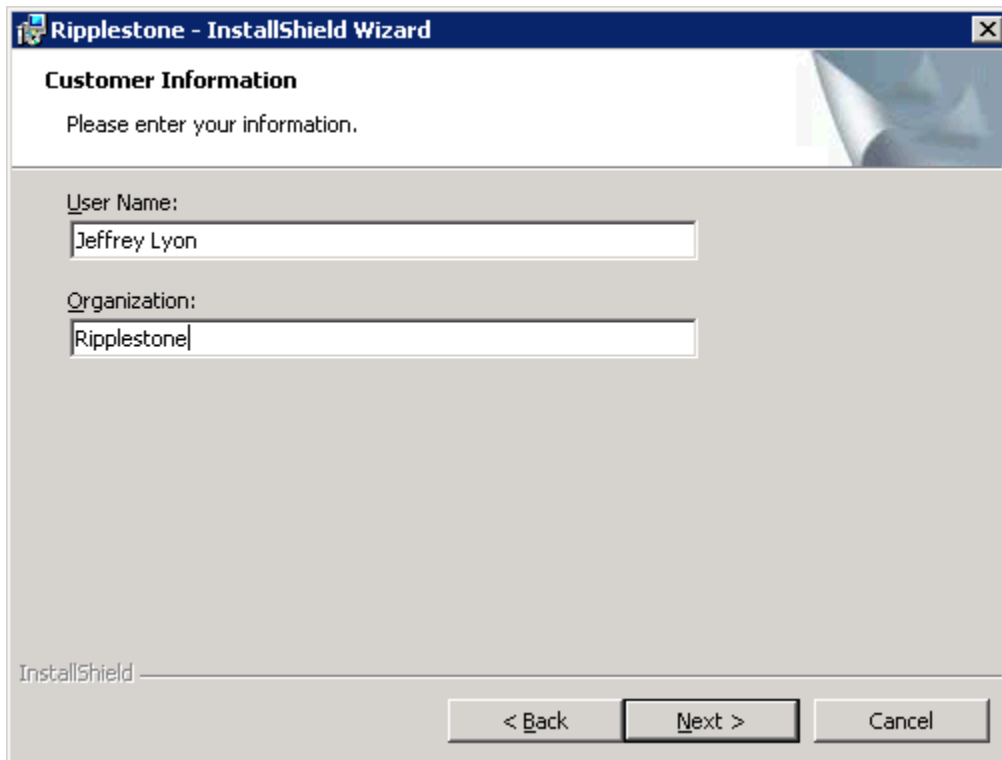 Ripplestone - InstallShield Wizard
Customer Information
Please enter your information.
User Name:
Jeffrey Lyon
Organization:
Ripplestone
InstallShield
< Back
Next >
Cancel